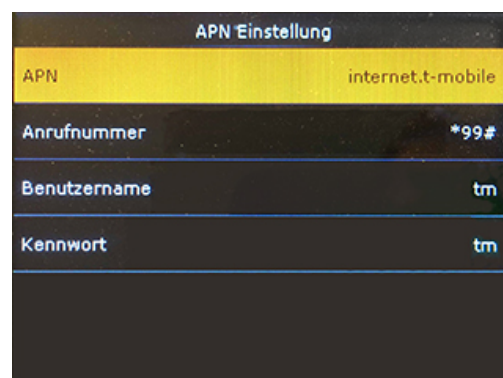 APN Einstellung
APN internet.t-mobile
Anrufnummer *99#
Benutzername tm
Kennwort tm